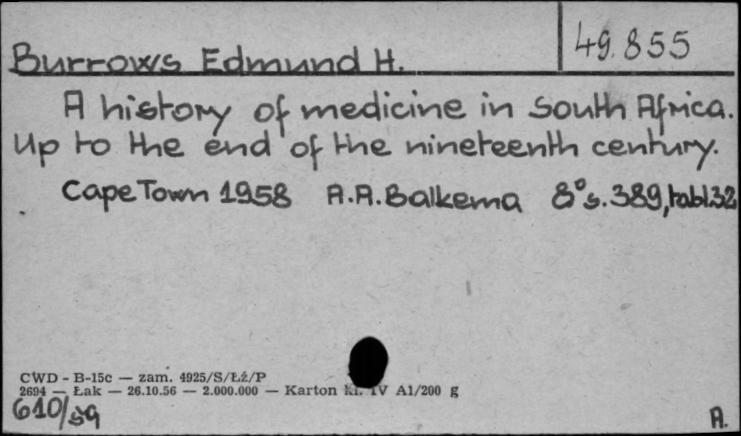 49.855
Burrows Edmund H.
A history of medicine in South Africa.
Up to the end of the nineteenth century.
Cape Town 1958 A.A.Balkema 8° s.389,tabl.32
CWD - B-15c — zam. 4925/S/Łż/P
2694 — Łak — 26.10.56 — 2.000.000 — Karton kl. IV A1/200 g
610/sg
A.